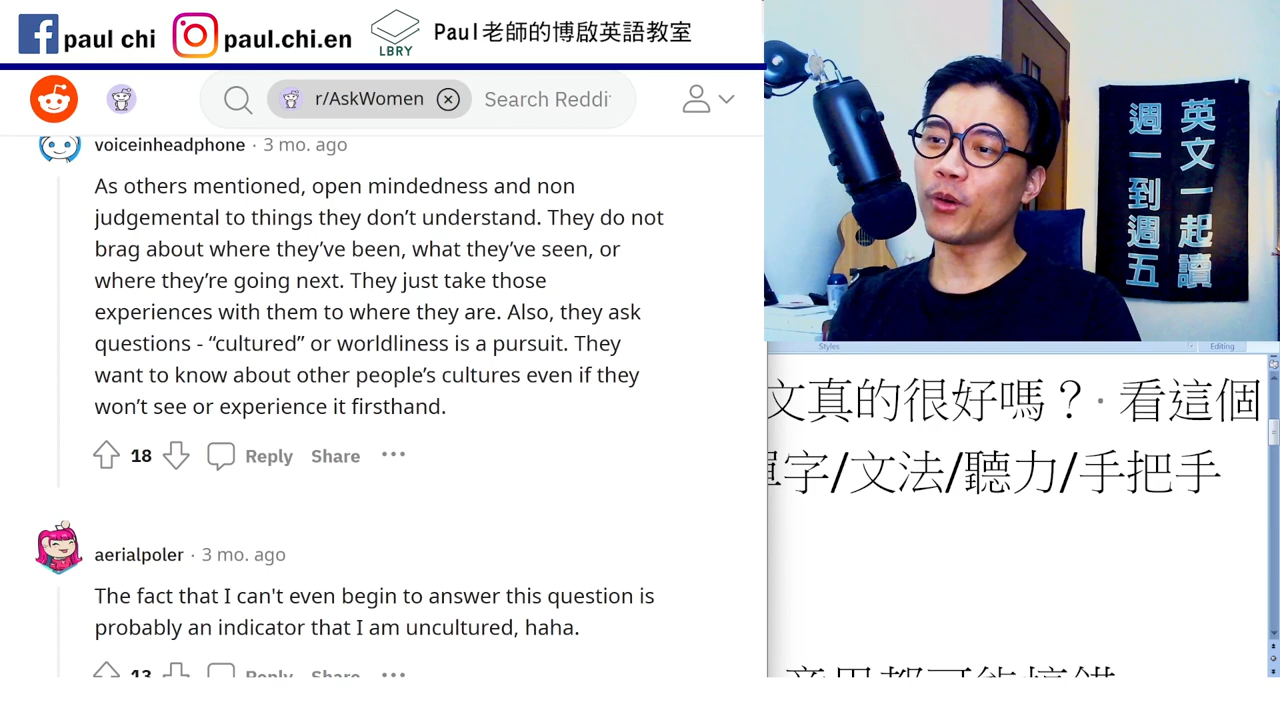 paul chi
paul.chi.en
LBRY
Paul老師的博啟英語教室
r/AskWomen
Search Reddi
voiceinheadphone · 3 mo. ago
As others mentioned, open mindedness and non
judgemental to things they don’t understand. They do not
brag about where they’ve been, what they’ve seen, or
where they’re going next. They just take those
experiences with them to where they are. Also, they ask
questions - “cultured” or worldliness is a pursuit. They
want to know about other people’s cultures even if they
won’t see or experience it firsthand.
18 Reply Share
aerialpoler · 3 mo. ago
The fact that I can't even begin to answer this question is
probably an indicator that I am uncultured, haha.
13 Reply Share
英文一起讀
週一到週五
Styles
Editing
文真的很好嗎？·看這個
單字/文法/聽力/手把手